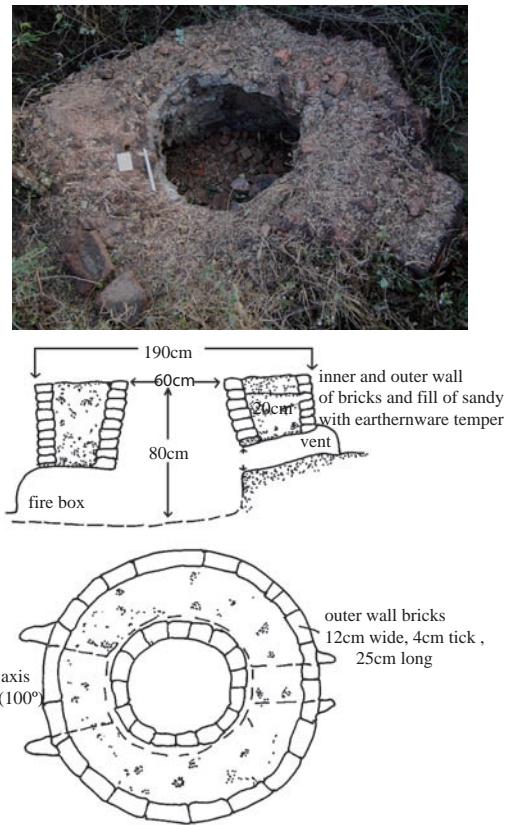 190cm
60cm
inner and outer wall
of bricks and fill of sandy
with earthernware temper
20cm
80cm
vent
fire box
outer wall bricks
12cm wide, 4cm tick ,
25cm long
axis
(100º)